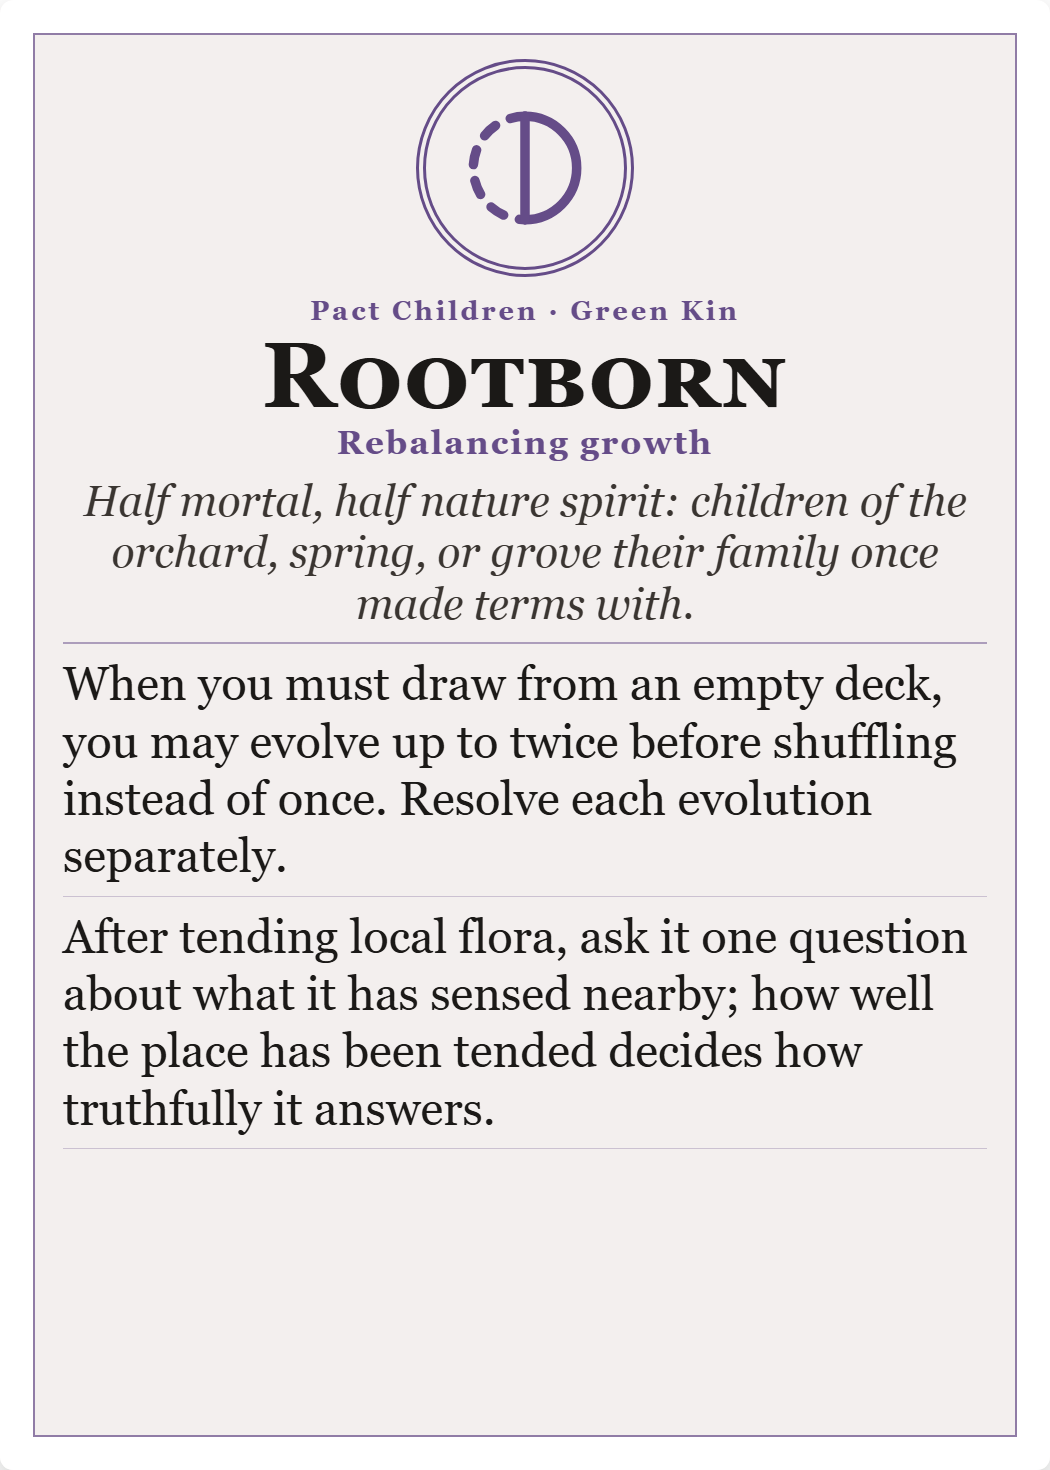 Pact Children · Green Kin
Rootborn
Rebalancing growth
Half mortal, half nature spirit: children of the
orchard, spring, or grove their family once
made terms with.
When you must draw from an empty deck,
you may evolve up to twice before shuffling
instead of once. Resolve each evolution
separately.
After tending local flora, ask it one question
about what it has sensed nearby; how well
the place has been tended decides how
truthfully it answers.